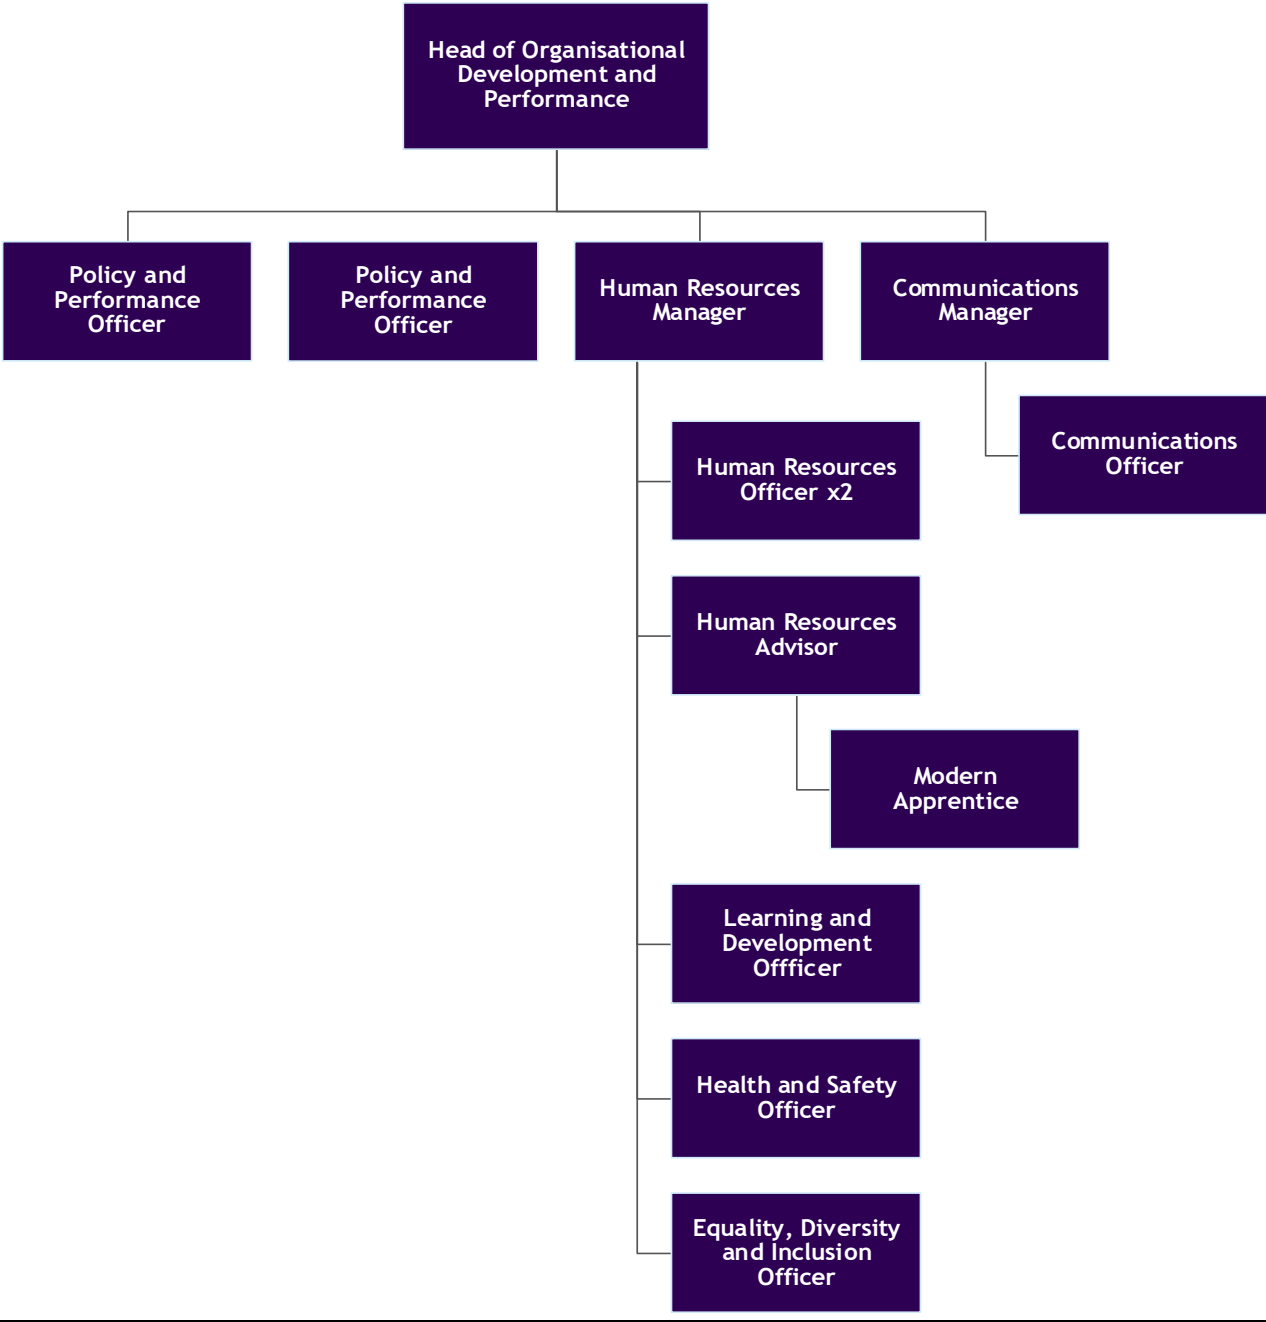 Head of Organisational
Development and
Performance
Policy and
Performance
Officer
Policy and
Performance
Officer
Human Resources
Manager
Communications
Manager
Communications
Officer
Human Resources
Officer x2
Human Resources
Advisor
Modern
Apprentice
Learning and
Development
Offficer
Health and Safety
Officer
Equality, Diversity
and Inclusion
Officer